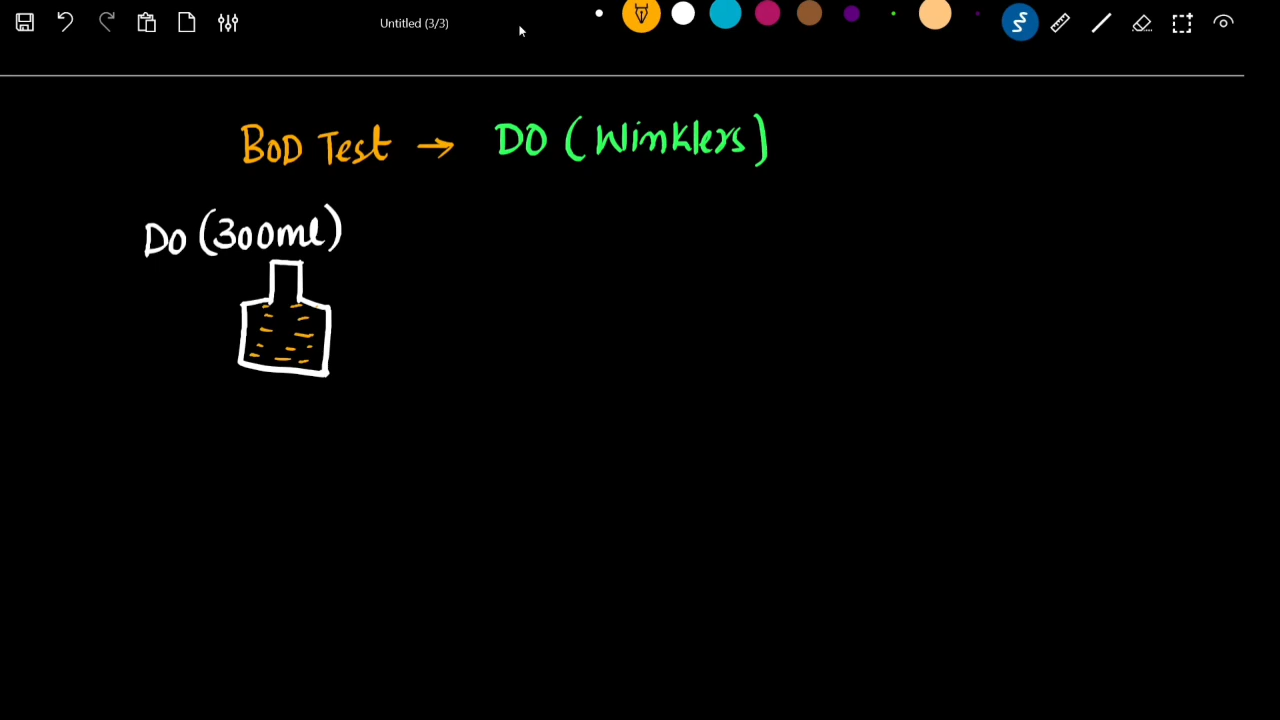 Untitled (3/3)
BOD Test → DO (Winklers)
DO (300ml)